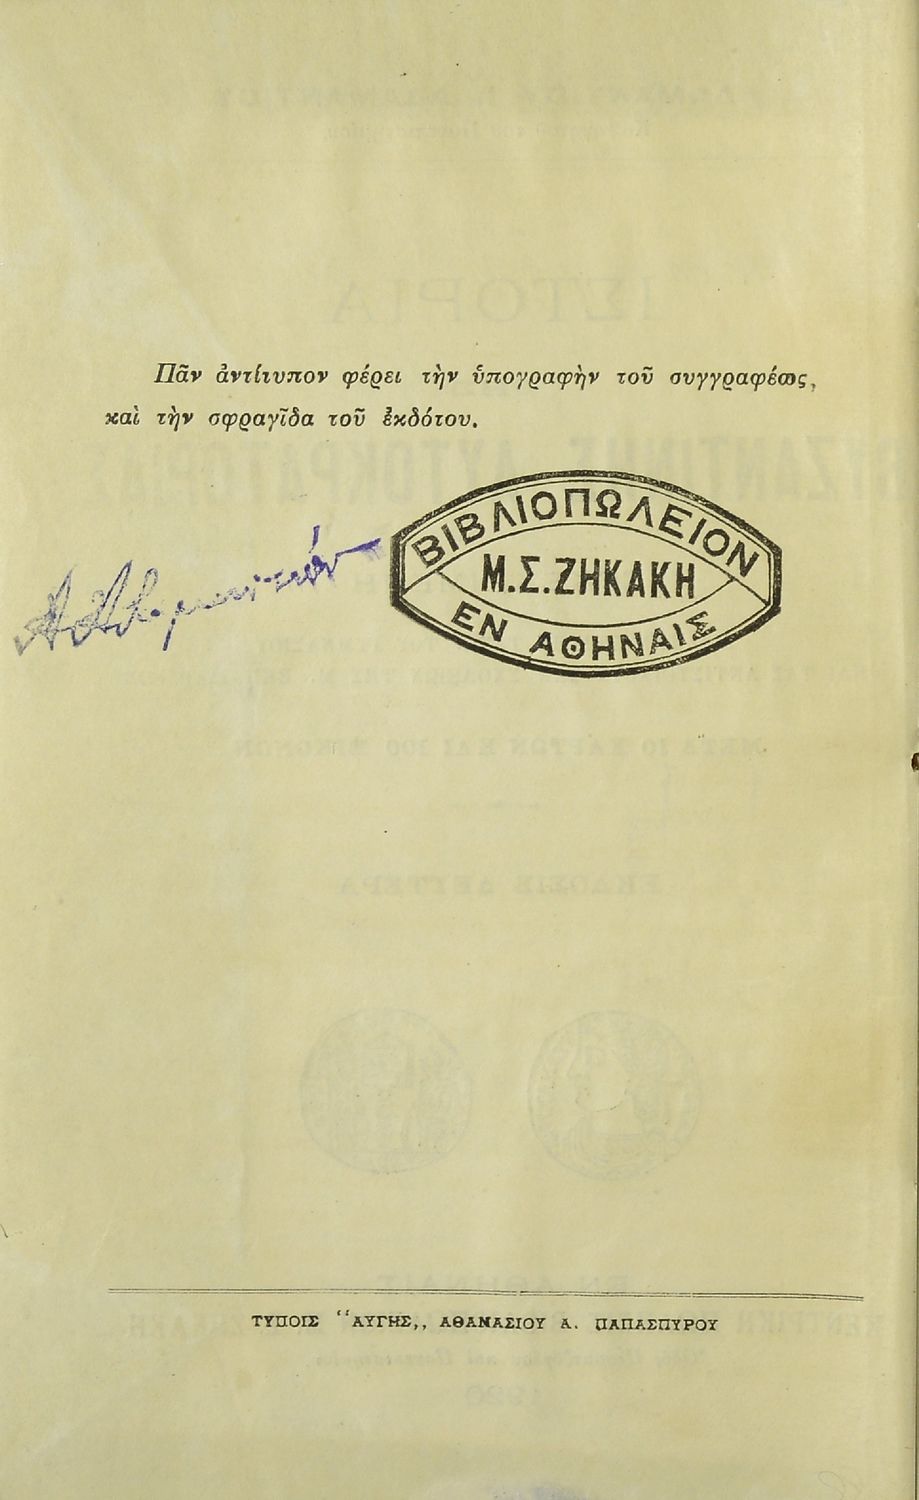 Πᾶν ἀντίτυπον φέρει τὴν ὑπογραφὴν τοῦ συγγραφέως,
καὶ τὴν σφραγῖδα τοῦ ἐκδότου.
ΒΙΒΛΙΟΠΩΛΕΙΟΝ
Μ.Σ.ΖΗΚΑΚΗ
ΕΝ ΑΘΗΝΑΙΣ
ΤΥΠΟΙΣ “ΑΥΓΗΣ,, ΑΘΑΝΑΣΙΟΥ Α. ΠΑΠΑΣΠΥΡΟΥ